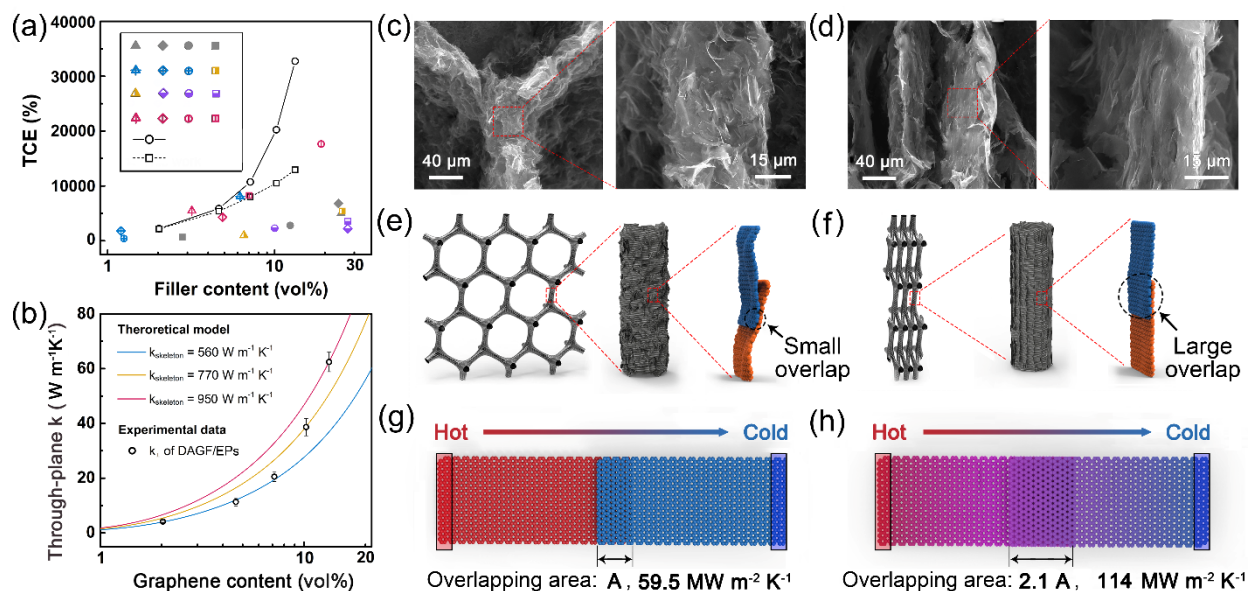 (a)
TCE (%)
40000
30000
20000
10000
0
1
10
30
Filler content (vol%)
(b)
Through-plane k ( W m⁻¹K⁻¹)
80
60
40
20
0
Theroretical model
kskeleton = 560 W m⁻¹ K⁻¹
kskeleton = 770 W m⁻¹ K⁻¹
kskeleton = 950 W m⁻¹ K⁻¹
Experimental data
k⊥ of DAGF/EPs
1
10
20
Graphene content (vol%)
(c)
40 μm
15 μm
(d)
40 μm
15 μm
(e)
Small
overlap
(f)
Large
overlap
(g)
Hot
Cold
Overlapping area: A , 59.5 MW m⁻² K⁻¹
(h)
Hot
Cold
Overlapping area: 2.1 A , 114 MW m⁻² K⁻¹